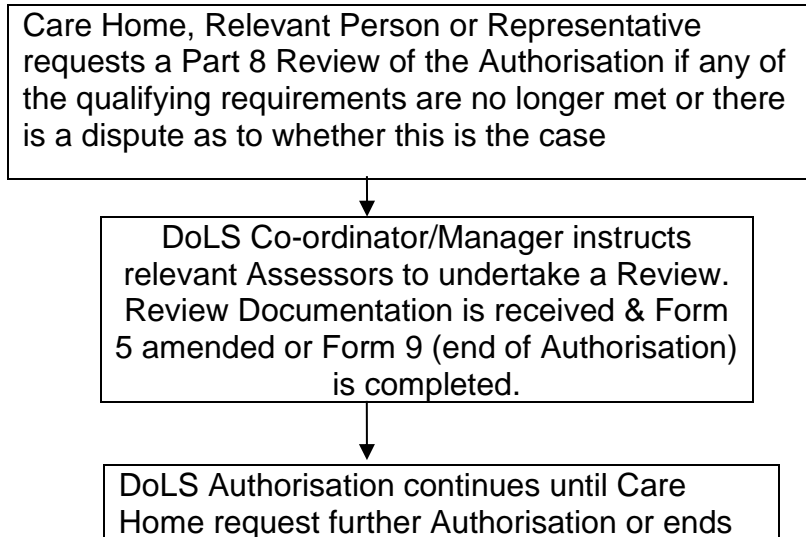 Care Home, Relevant Person or Representative
requests a Part 8 Review of the Authorisation if any of
the qualifying requirements are no longer met or there
is a dispute as to whether this is the case
DoLS Co-ordinator/Manager instructs
relevant Assessors to undertake a Review.
Review Documentation is received & Form
5 amended or Form 9 (end of Authorisation)
is completed.
DoLS Authorisation continues until Care
Home request further Authorisation or ends